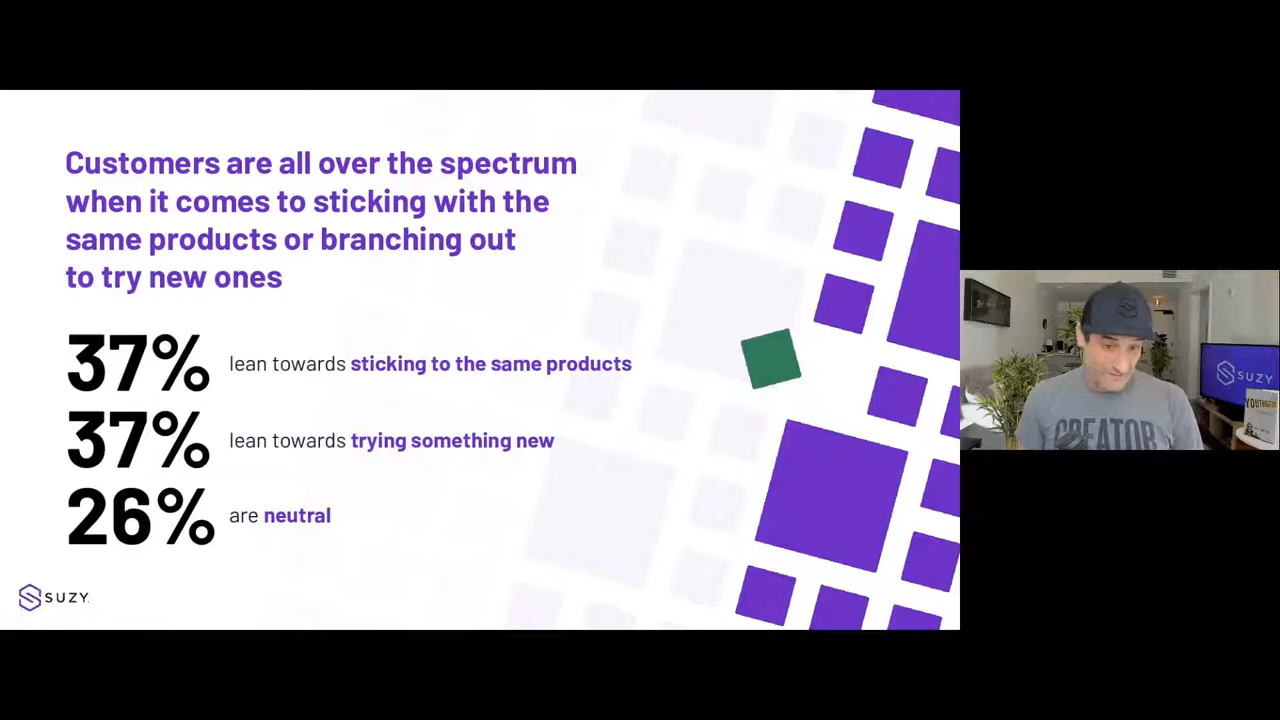 Customers are all over the spectrum
when it comes to sticking with the
same products or branching out
to try new ones
37% lean towards sticking to the same products
37% lean towards trying something new
26% are neutral
SUZY
SUZY
CREATOR